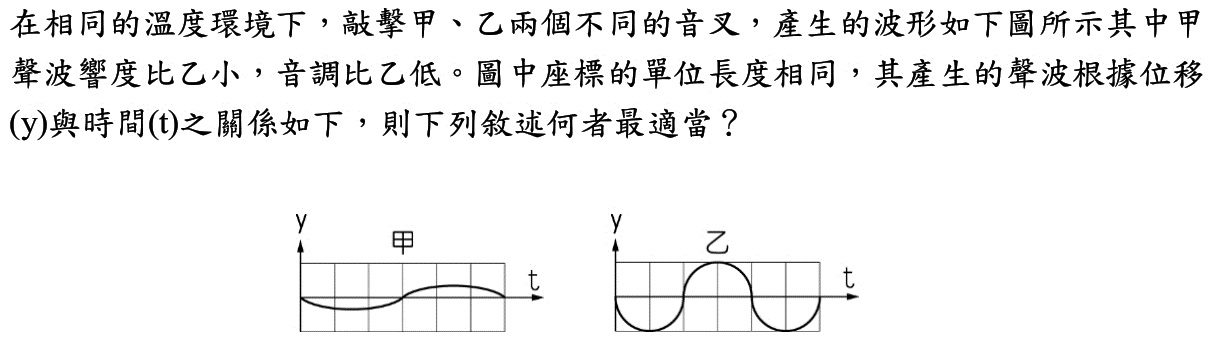 在相同的溫度環境下，敲擊甲、乙兩個不同的音叉，產生的波形如下圖所示其中甲
聲波響度比乙小，音調比乙低。圖中座標的單位長度相同，其產生的聲波根據位移
(y)與時間(t)之關係如下，則下列敘述何者最適當？
y 甲 t
y 乙 t